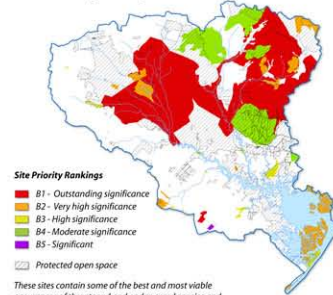 Site Priority Rankings
B1 - Outstanding significance
B2 - Very high significance
B3 - High significance
B4 - Moderate significance
B5 - Significant
Protected open space
These sites contain some of the best and most viable